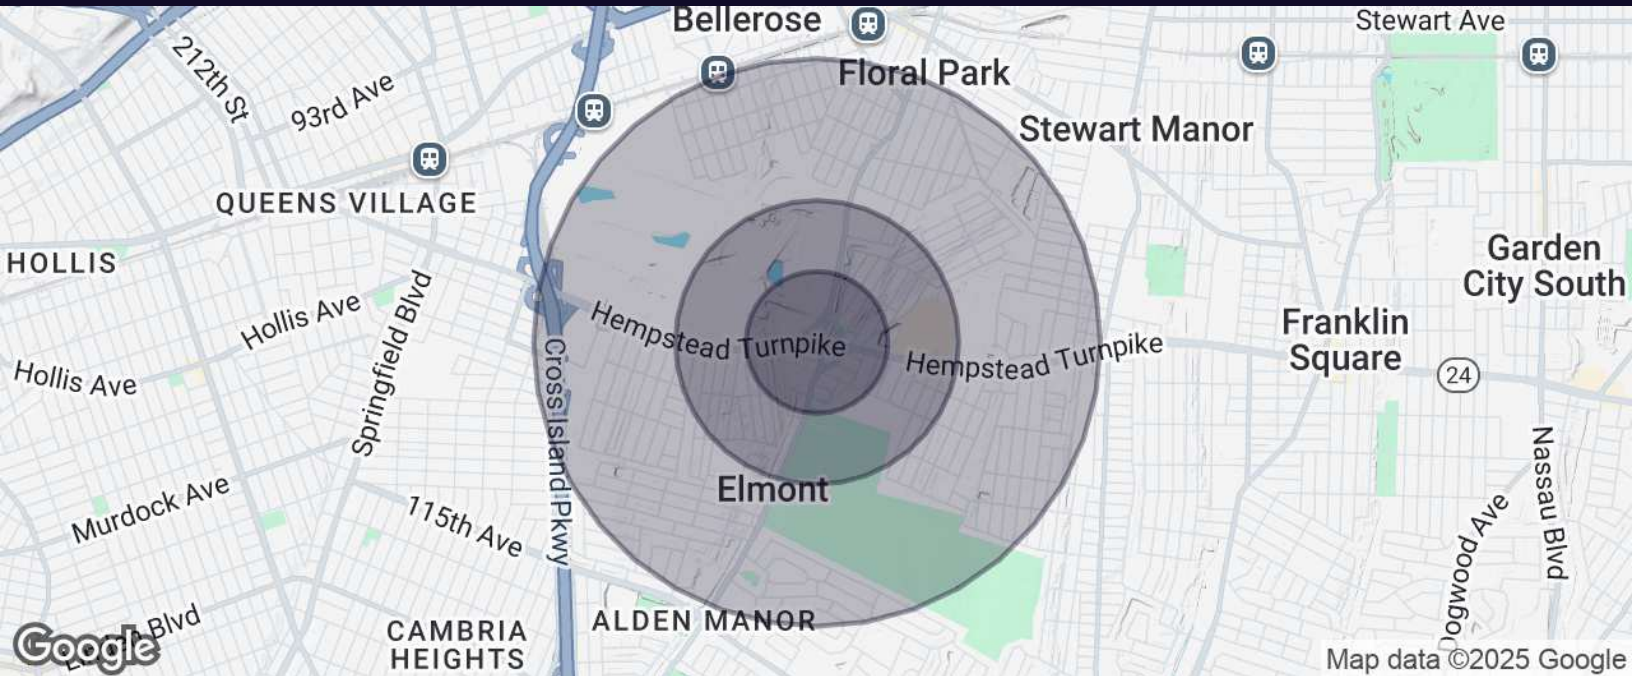 Bellerose
Stewart Ave
212th St
93rd Ave
Floral Park
Stewart Manor
QUEENS VILLAGE
HOLLIS
Garden
City South
Hollis Ave
Springfield Blvd
Hempstead Turnpike
Hempstead Turnpike
Franklin
Square
24
Hollis Ave
Cross Island Pkwy
Elmont
Murdock Ave
115th Ave
Nassau Blvd
Dogwood Ave
ALDEN MANOR
CAMBRIA
HEIGHTS
Blvd
Google
Map data ©2025 Google